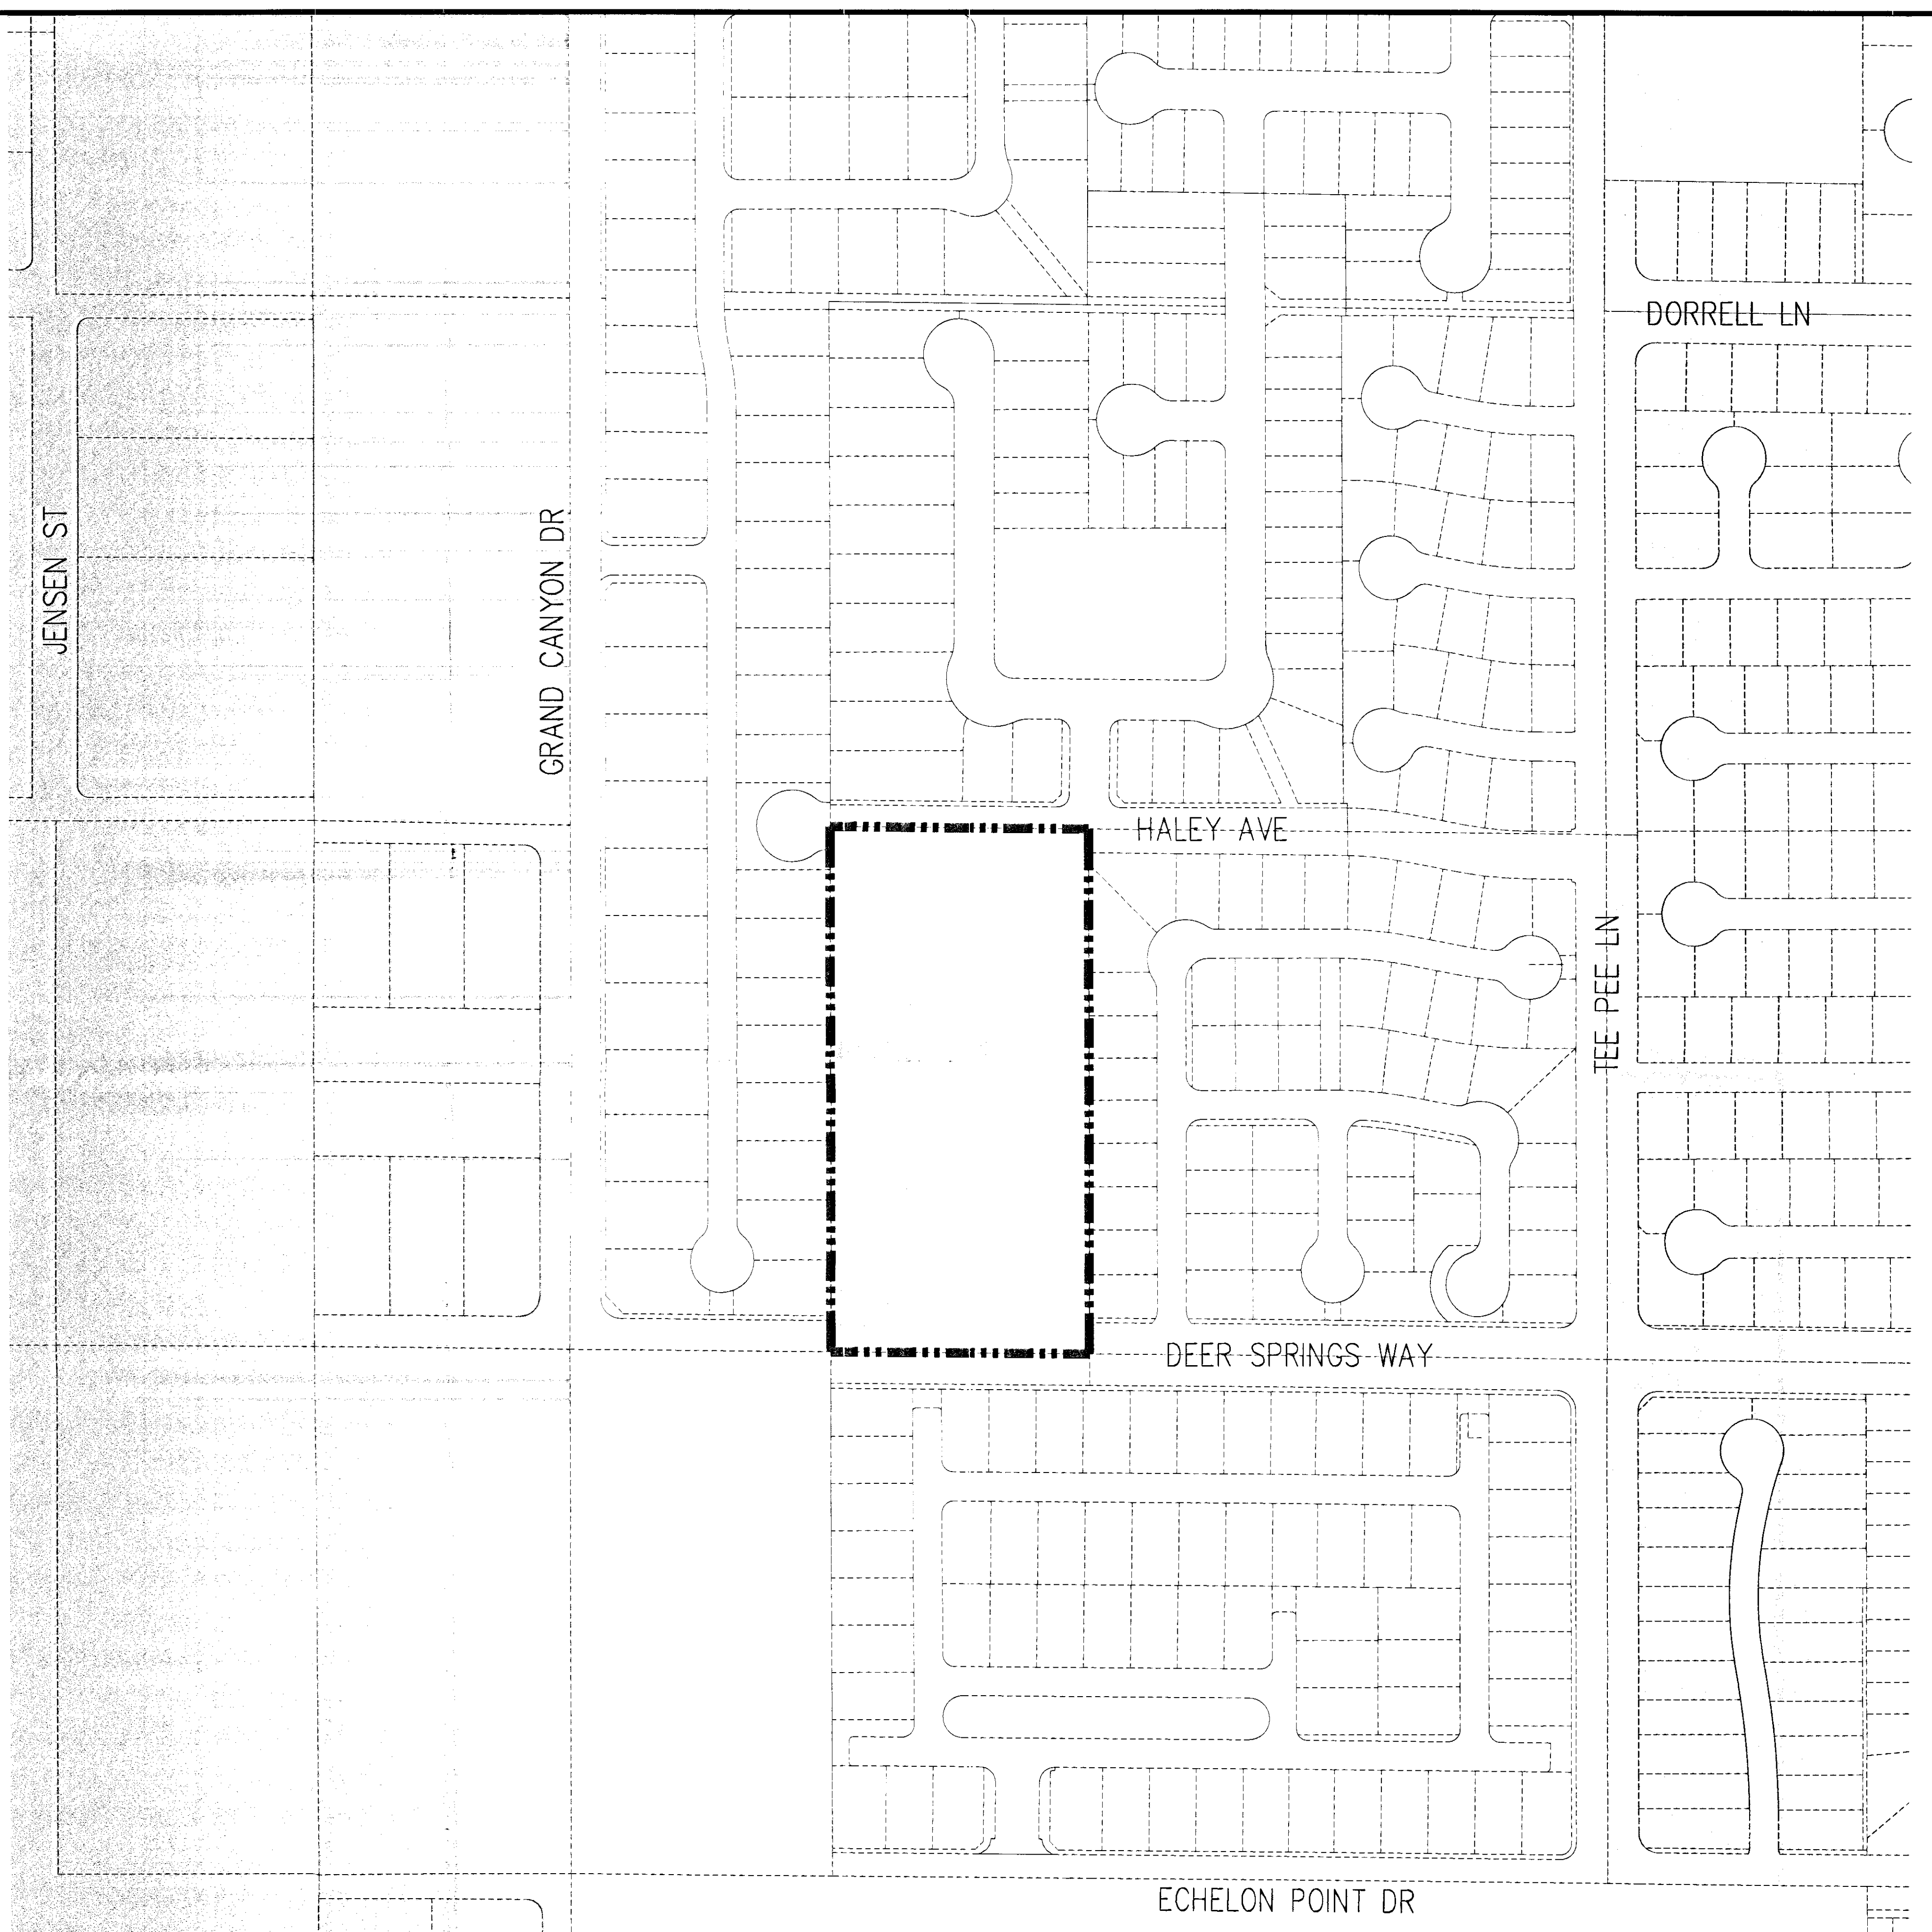 DORRELL LN
JENSEN ST
GRAND CANYON DR
HALEY AVE
TEE PEE LN
DEER SPRINGS WAY
ECHELON POINT DR